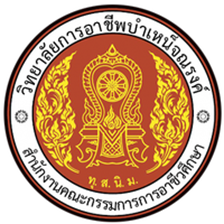 วิทยาลัยการอาชีพบำเหน็จณรงค์
ทุ. ส. นิ. ม.
สำนักงานคณะกรรมการการอาชีวศึกษา